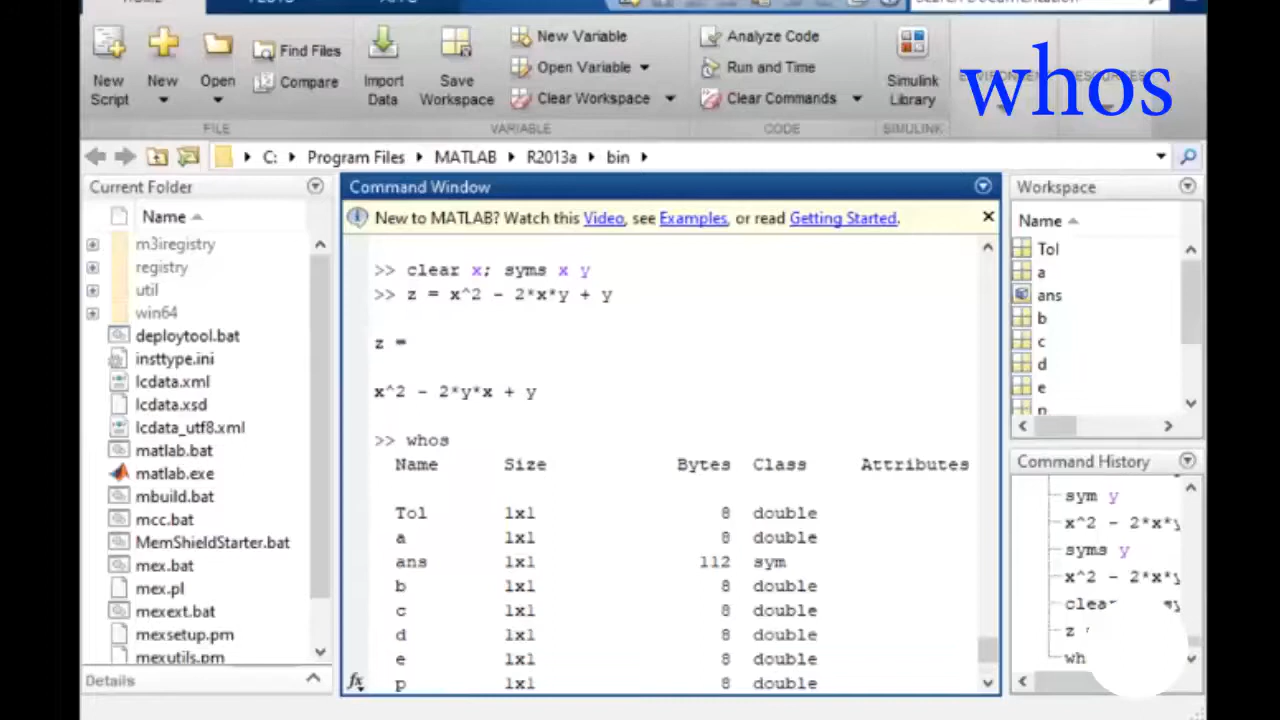 New Script
New
Open
Find Files
Compare
Import Data
Save Workspace
New Variable
Open Variable
Clear Workspace
Analyze Code
Run and Time
Clear Commands
Simulink Library
whos
FILE
VARIABLE
CODE
SIMULINK
C: Program Files MATLAB R2013a bin
Current Folder
Name
m3iregistry
registry
util
win64
deploytool.bat
insttype.ini
lcdata.xml
lcdata.xsd
lcdata_utf8.xml
matlab.bat
matlab.exe
mbuild.bat
mcc.bat
MemShieldStarter.bat
mex.bat
mex.pl
mexext.bat
mexsetup.pm
mexutils.pm
Details
Command Window
New to MATLAB? Watch this Video, see Examples, or read Getting Started.
>> clear x; syms x y
>> z = x^2 - 2*x*y + y
z =
x^2 - 2*y*x + y
>> whos
Name Size Bytes Class Attributes
Tol 1x1 8 double
a 1x1 8 double
ans 1x1 112 sym
b 1x1 8 double
c 1x1 8 double
d 1x1 8 double
e 1x1 8 double
p 1x1 8 double
fx
Workspace
Name
Tol
a
ans
b
c
d
e
Command History
sym y
x^2 - 2*x*y
syms y
x^2 - 2*x*y
z